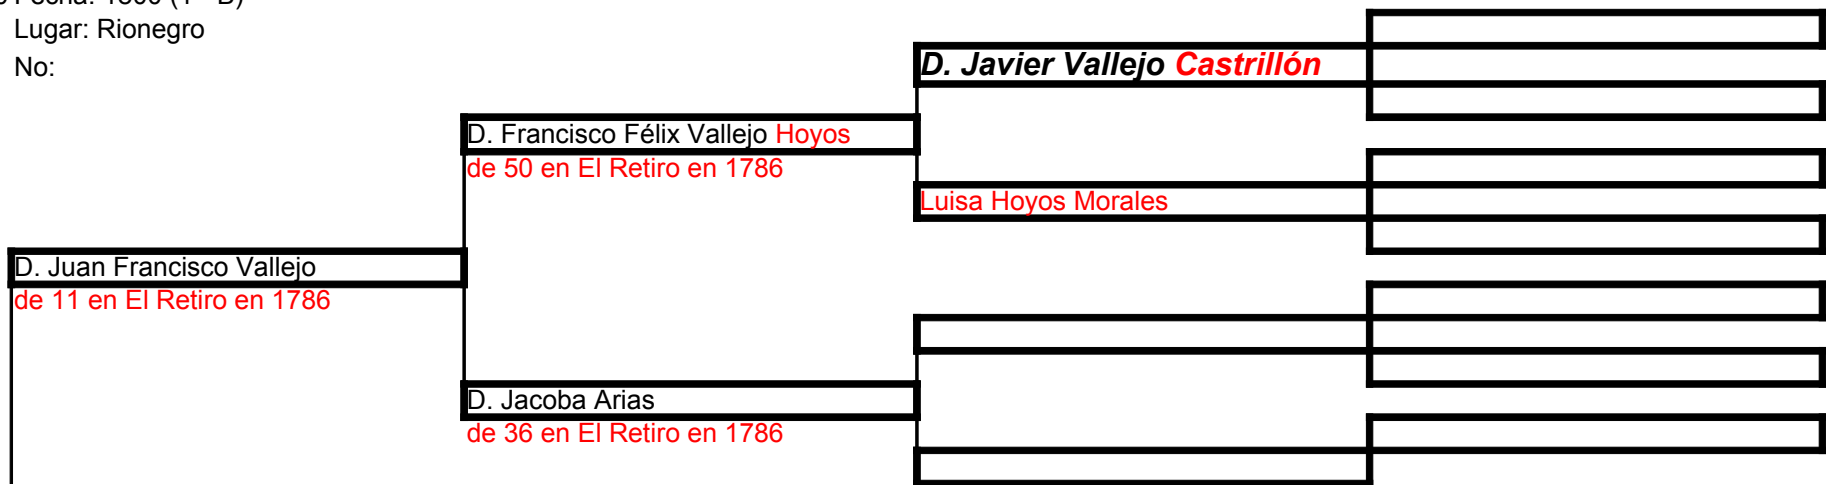 Lugar: Rionegro
No:
D. Javier Vallejo Castrillón
D. Francisco Félix Vallejo Hoyos
de 50 en El Retiro en 1786
Luisa Hoyos Morales
D. Juan Francisco Vallejo
de 11 en El Retiro en 1786
D. Jacoba Arias
de 36 en El Retiro en 1786